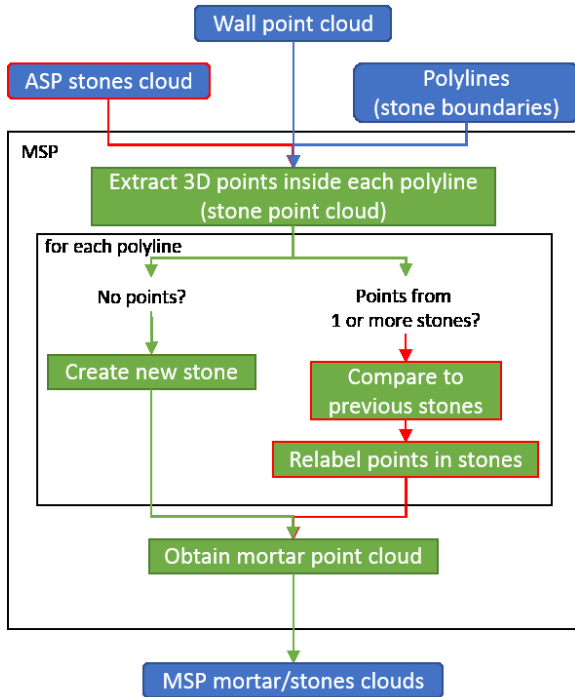 Wall point cloud
ASP stones cloud
Polylines
(stone boundaries)
MSP
Extract 3D points inside each polyline
(stone point cloud)
for each polyline
No points?
Points from
1 or more stones?
Create new stone
Compare to
previous stones
Relabel points in stones
Obtain mortar point cloud
MSP mortar/stones clouds